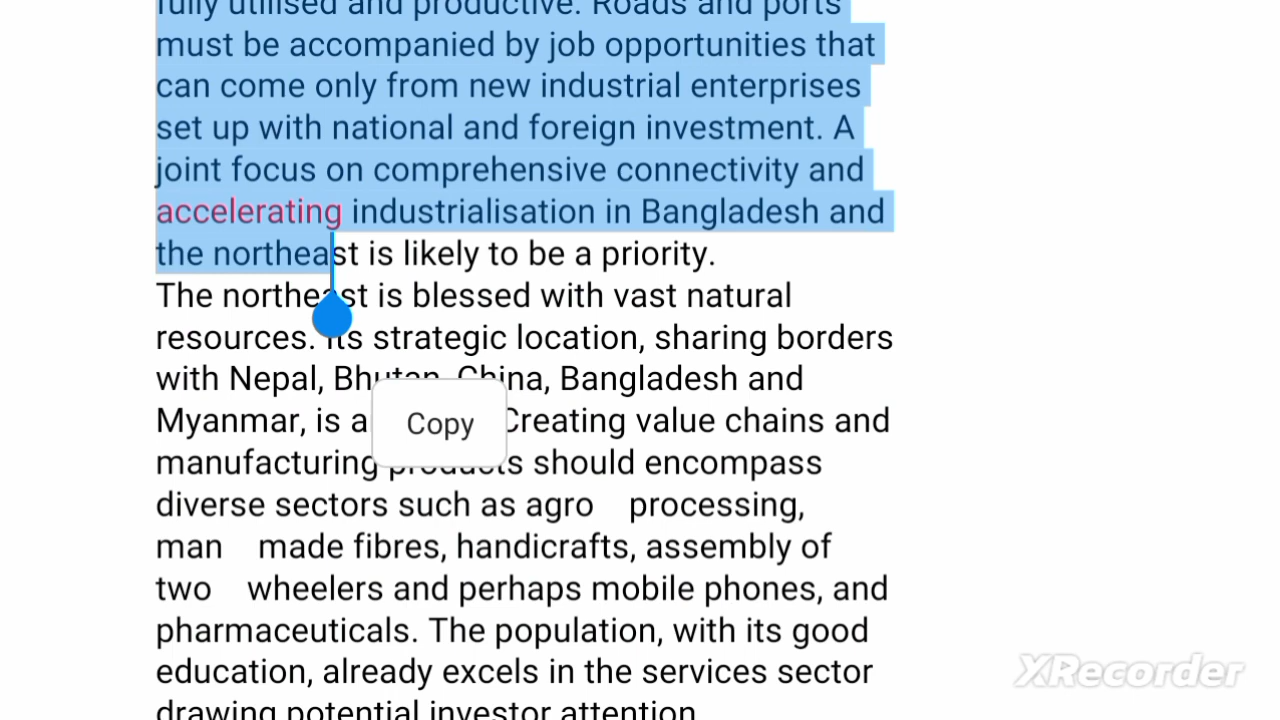 fully utilised and productive. Roads and ports
must be accompanied by job opportunities that
can come only from new industrial enterprises
set up with national and foreign investment. A
joint focus on comprehensive connectivity and
accelerating industrialisation in Bangladesh and
the northeast is likely to be a priority.
The northeast is blessed with vast natural
resources. Its strategic location, sharing borders
with Nepal, Bhutan, China, Bangladesh and
Myanmar, is a Creating value chains and
Copy
manufacturing products should encompass
diverse sectors such as agro processing,
man made fibres, handicrafts, assembly of
two wheelers and perhaps mobile phones, and
pharmaceuticals. The population, with its good
education, already excels in the services sector
drawing potential investor attention.
XRecorder